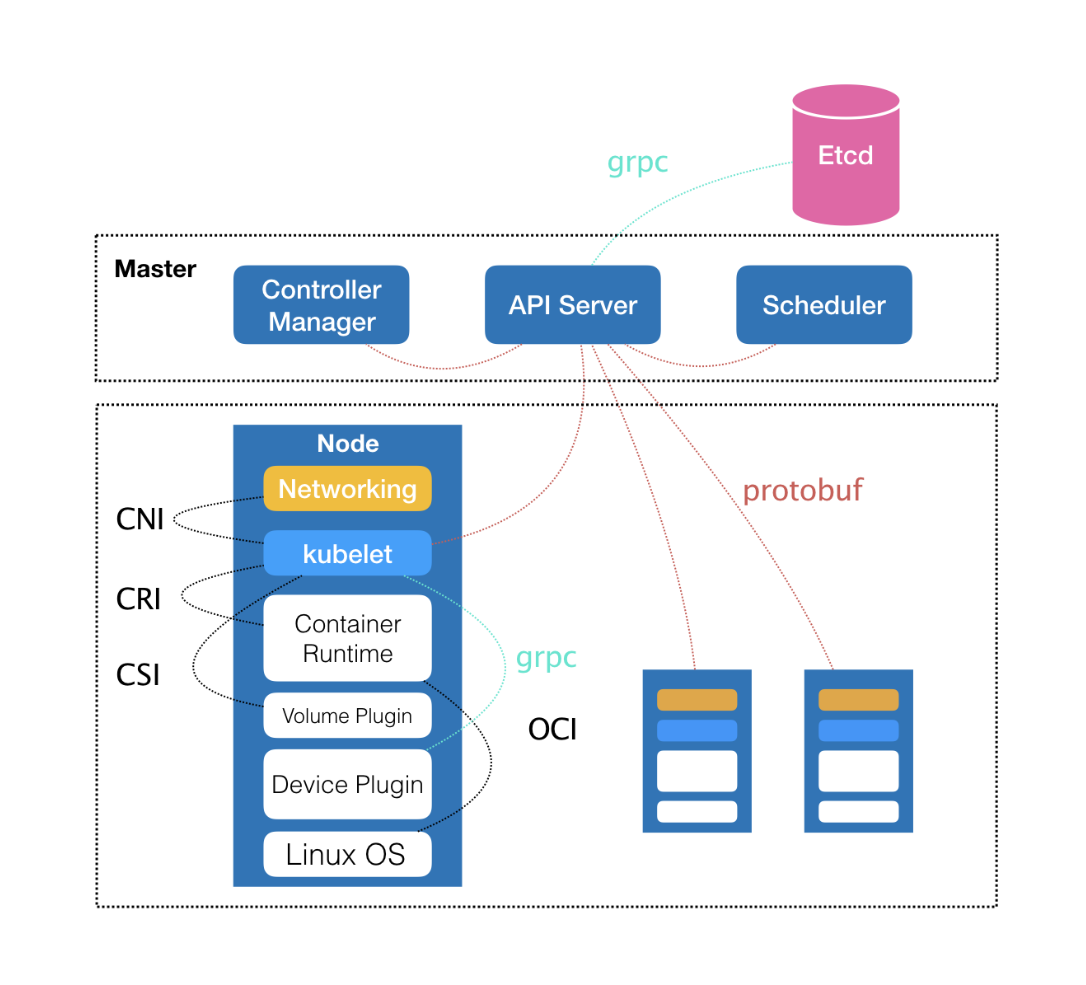 Etcd
grpc
Master
Controller
Manager
API Server
Scheduler
Node
Networking
CNI
kubelet
CRI
Container
Runtime
CSI
Volume Plugin
Device Plugin
Linux OS
grpc
OCI
protobuf